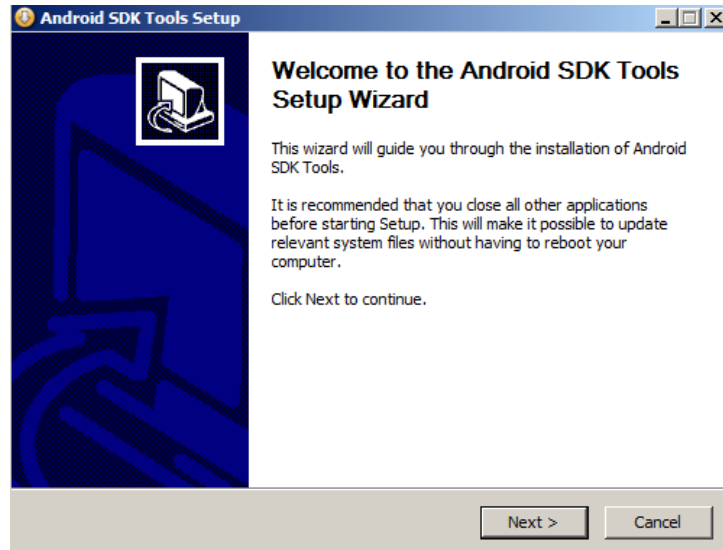 Android SDK Tools Setup
Welcome to the Android SDK Tools
Setup Wizard
This wizard will guide you through the installation of Android
SDK Tools.
It is recommended that you close all other applications
before starting Setup. This will make it possible to update
relevant system files without having to reboot your
computer.
Click Next to continue.
Next >
Cancel